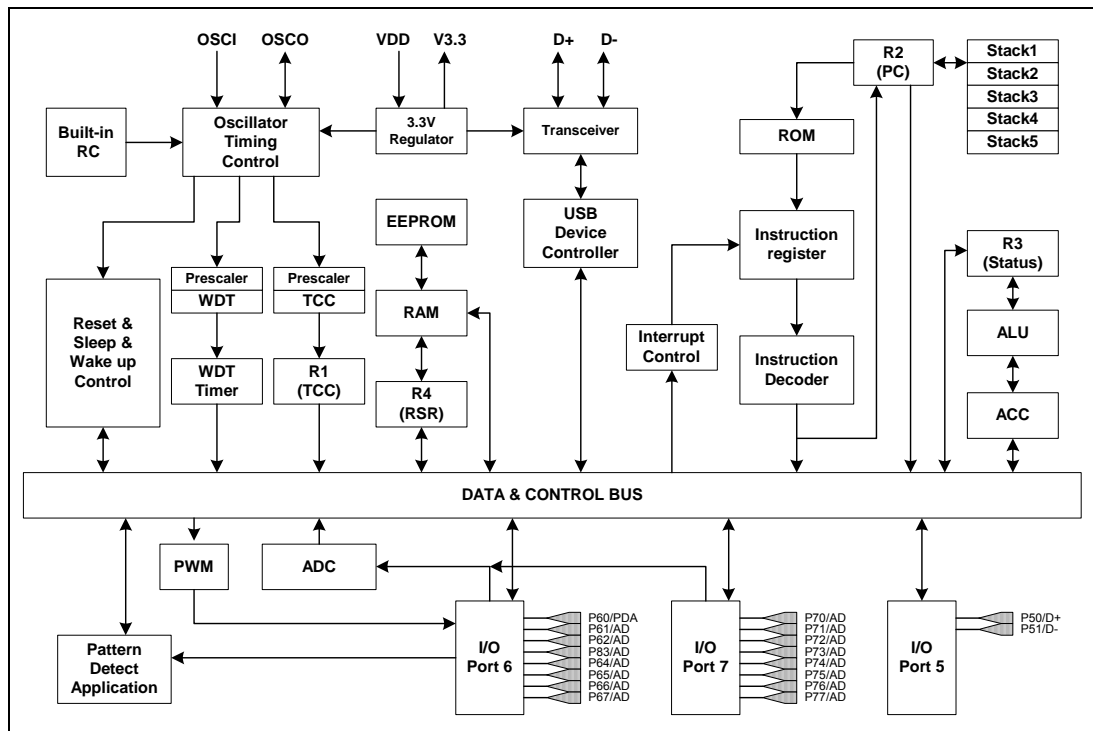 OSCI
OSCO
VDD
V3.3
D+
D-
R2
(PC)
Stack1
Stack2
Stack3
Stack4
Stack5
Built-in
RC
Oscillator
Timing
Control
3.3V
Regulator
Transceiver
ROM
EEPROM
USB
Device
Controller
Instruction
register
R3
(Status)
Prescaler
WDT
Prescaler
TCC
RAM
Reset &
Sleep &
Wake up
Control
Interrupt
Control
ALU
WDT
Timer
R1
(TCC)
R4
(RSR)
Instruction
Decoder
ACC
DATA & CONTROL BUS
PWM
ADC
Pattern
Detect
Application
I/O
Port 6
P60/PDA
P61/AD
P62/AD
P83/AD
P64/AD
P65/AD
P66/AD
P67/AD
I/O
Port 7
P70/AD
P71/AD
P72/AD
P73/AD
P74/AD
P75/AD
P76/AD
P77/AD
I/O
Port 5
P50/D+
P51/D-